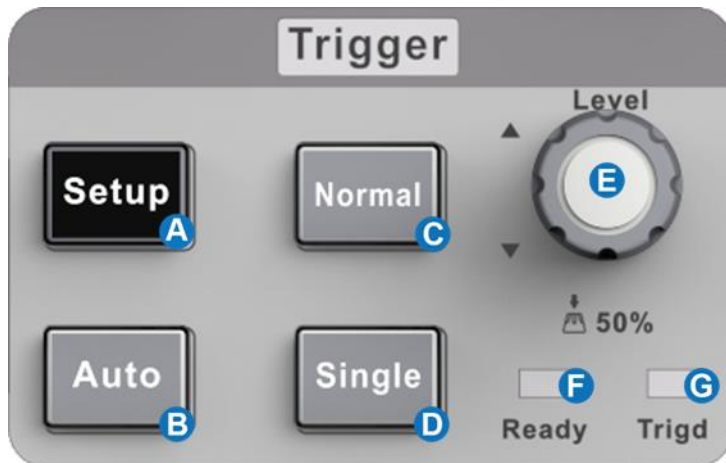 Trigger
Level
Setup
A
Normal
C
E
50%
Auto
B
Single
D
F
G
Ready
Trigd